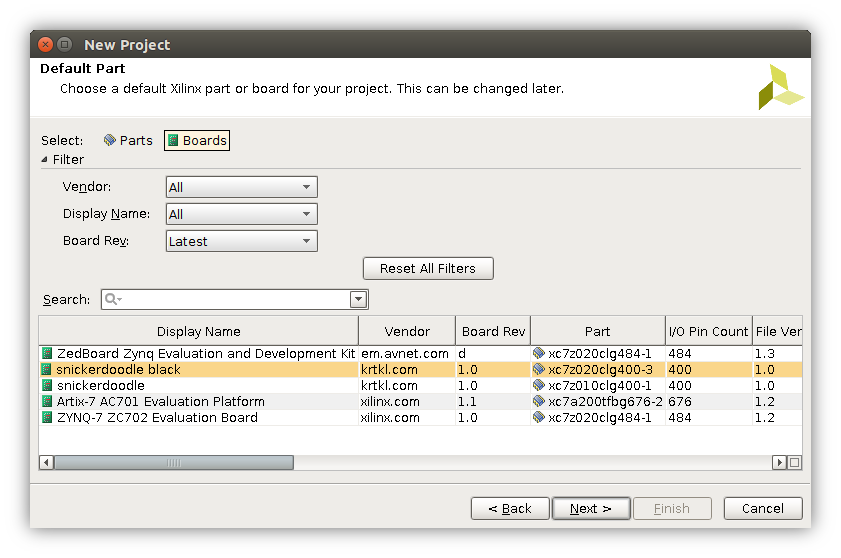 New Project
Default Part
Choose a default Xilinx part or board for your project. This can be changed later.
Select: Parts Boards
Filter
Vendor: All
Display Name: All
Board Rev: Latest
Reset All Filters
Search:
Display Name Vendor Board Rev Part I/O Pin Count File Ver
ZedBoard Zynq Evaluation and Development Kit em.avnet.com d xc7z020clg484-1 484 1.3
snickerdoodle black krtkl.com 1.0 xc7z020clg400-3 400 1.0
snickerdoodle krtkl.com 1.0 xc7z010clg400-1 400 1.0
Artix-7 AC701 Evaluation Platform xilinx.com 1.1 xc7a200tfbg676-2 676 1.2
ZYNQ-7 ZC702 Evaluation Board xilinx.com 1.0 xc7z020clg484-1 484 1.2
< Back Next > Finish Cancel